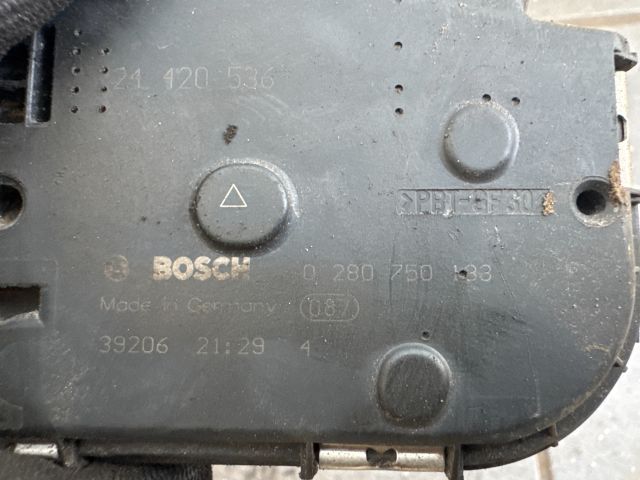 24 420 536
>PBT-GF30<
BOSCH 0 280 750 133
Made in Germany 087
39206 21:29 4